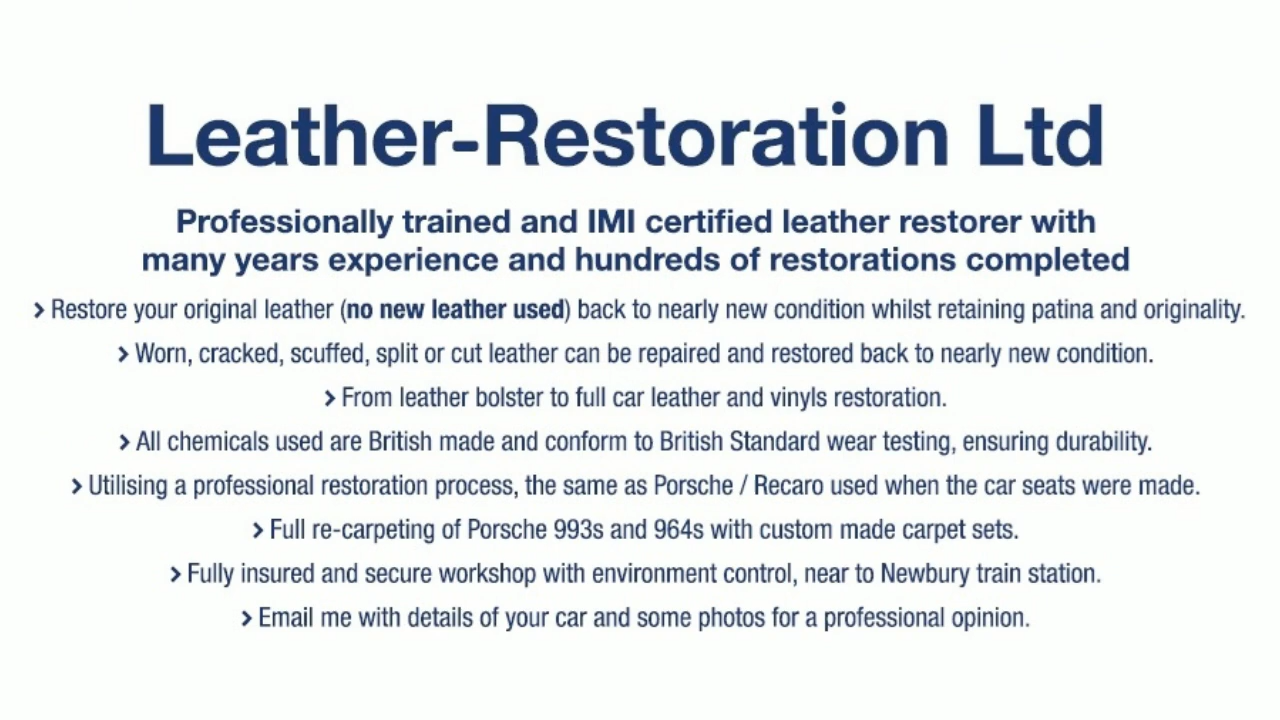 Leather-Restoration Ltd
Professionally trained and IMI certified leather restorer with
many years experience and hundreds of restorations completed
> Restore your original leather (no new leather used) back to nearly new condition whilst retaining patina and originality.
> Worn, cracked, scuffed, split or cut leather can be repaired and restored back to nearly new condition.
> From leather bolster to full car leather and vinyls restoration.
> All chemicals used are British made and conform to British Standard wear testing, ensuring durability.
> Utilising a professional restoration process, the same as Porsche / Recaro used when the car seats were made.
> Full re-carpeting of Porsche 993s and 964s with custom made carpet sets.
> Fully insured and secure workshop with environment control, near to Newbury train station.
> Email me with details of your car and some photos for a professional opinion.